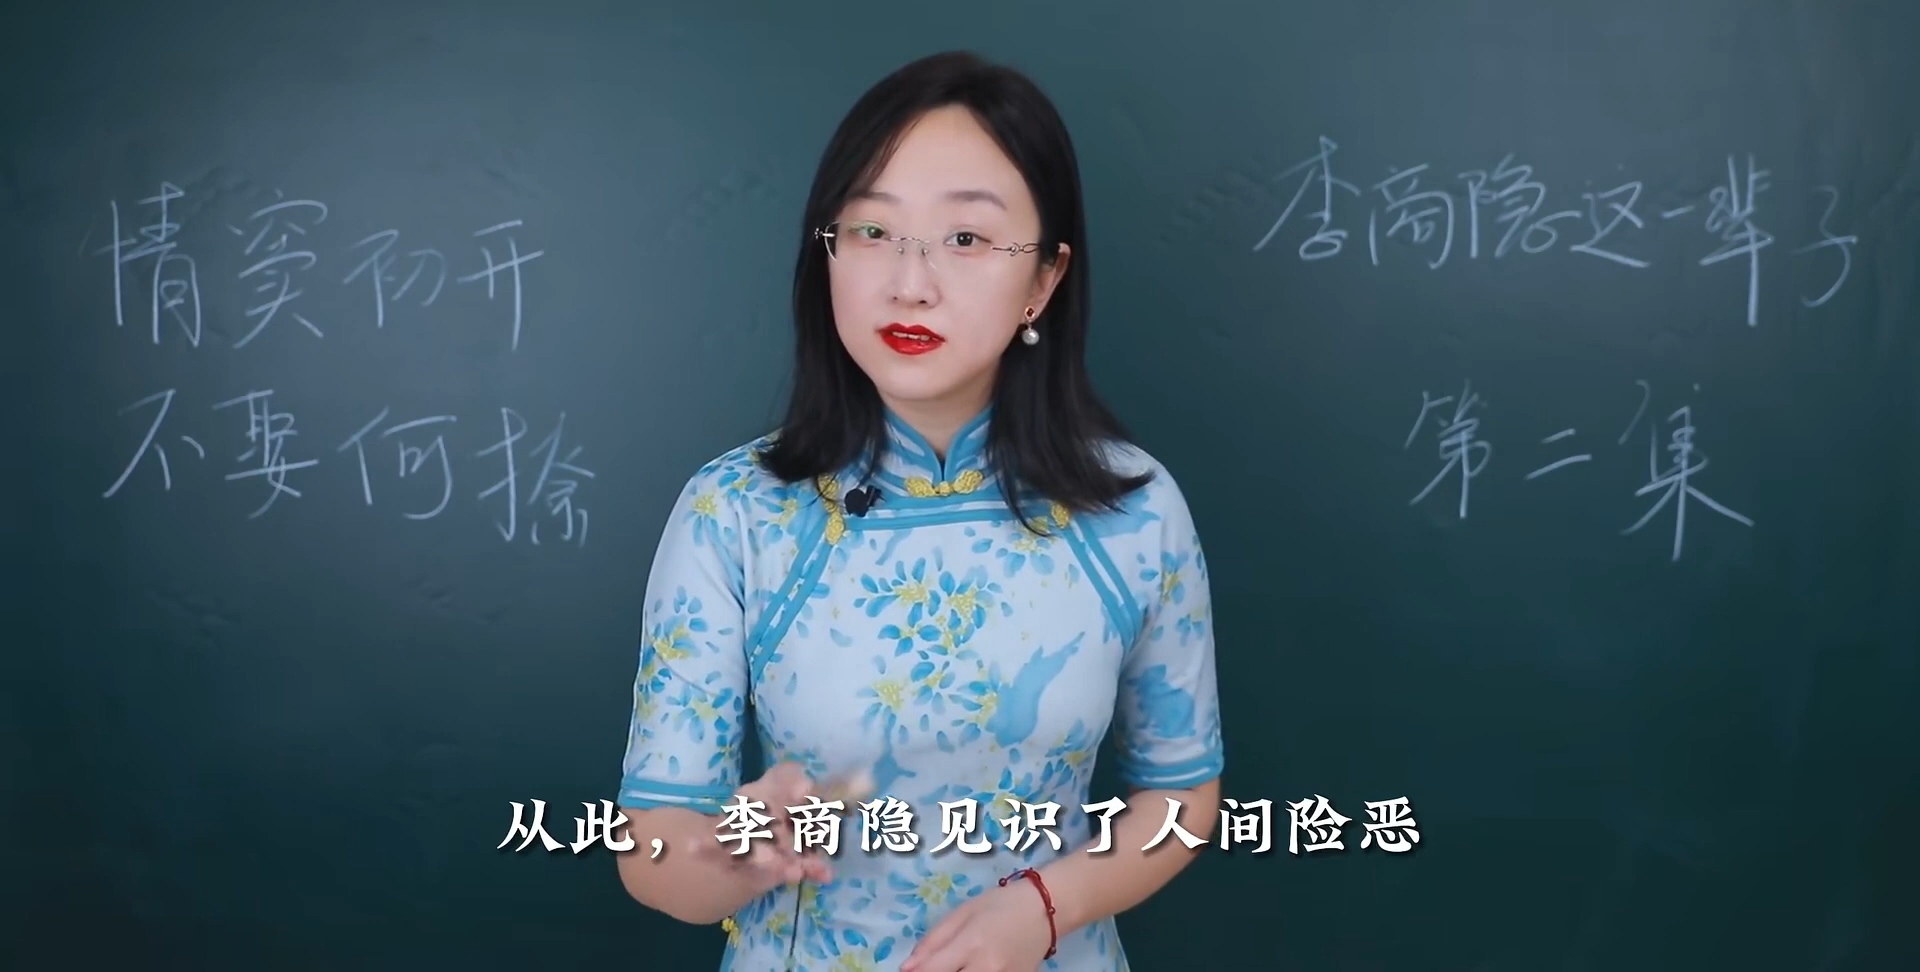 情窦初开
不要何撩
李商隐这一辈子
第二集
从此，李商隐见识了人间险恶